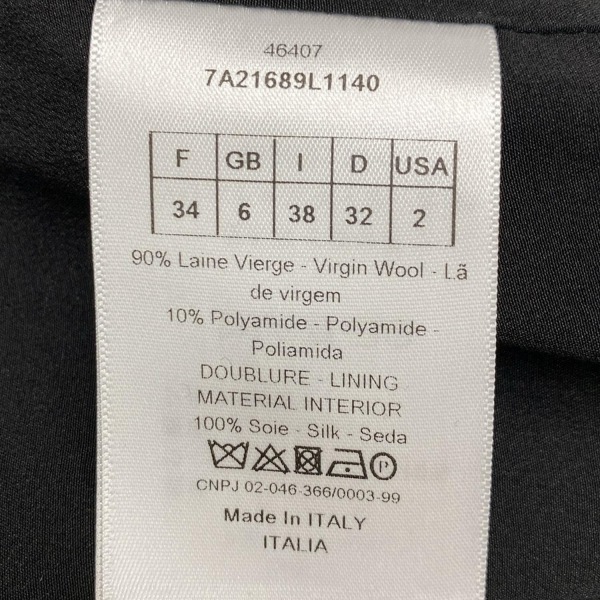 46407
7A21689L1140
F GB I D USA
34 6 38 32 2
90% Laine Vierge - Virgin Wool - Lã
de virgem
10% Polyamide - Polyamide -
Poliamida
DOUBLURE - LINING
MATERIAL INTERIOR
100% Soie - Silk - Seda
P
CNPJ 02-046-366/0003-99
Made In ITALY
ITALIA